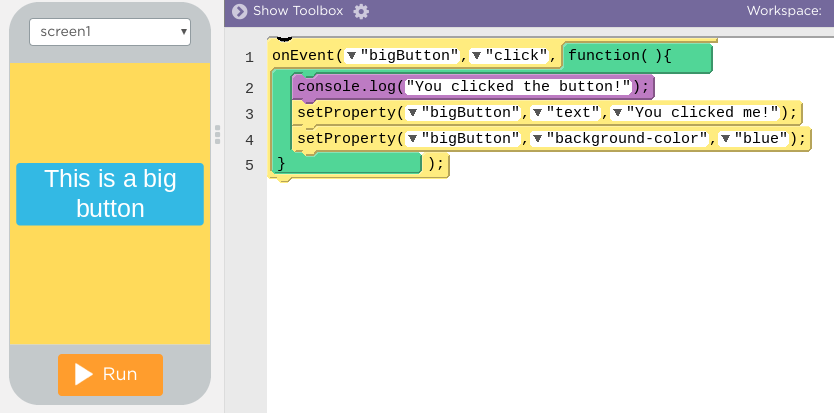 screen1
Show Toolbox
Workspace:
This is a big
button
Run
1 onEvent(▼"bigButton",▼"click", function( ){
2 console.log("You clicked the button!");
3 setProperty(▼"bigButton",▼"text",▼"You clicked me!");
4 setProperty(▼"bigButton",▼"background-color",▼"blue");
5 } );